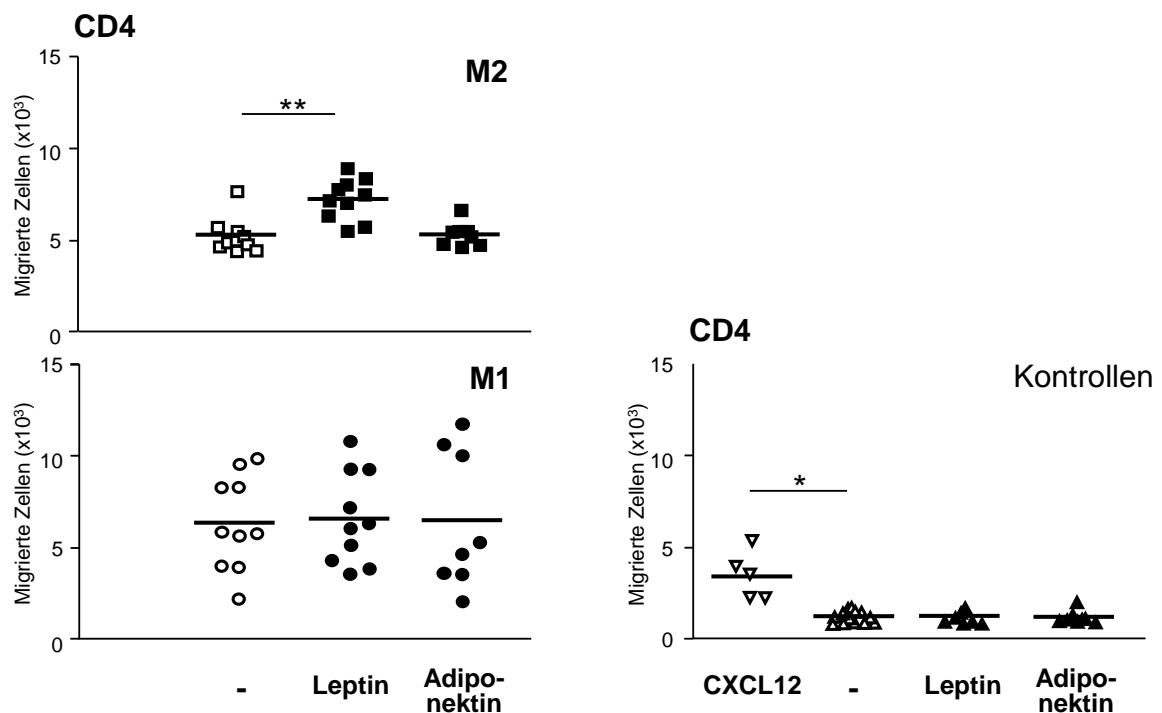 CD4
M2
Migrierte Zellen (x10³)
15
10
5
0
**
M1
Migrierte Zellen (x10³)
15
10
5
0
-
Leptin
Adipo-
nektin
CD4
Kontrollen
Migrierte Zellen (x10³)
15
10
5
0
*
CXCL12
-
Leptin
Adipo-
nektin